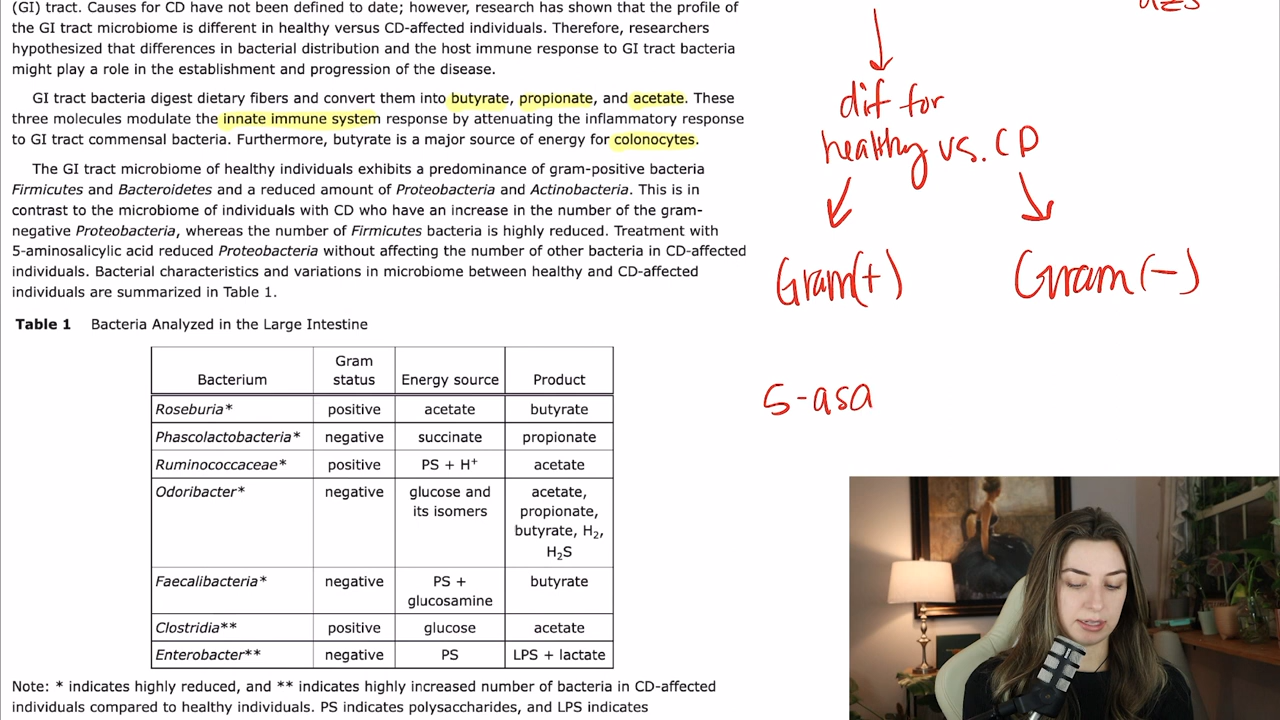 (GI) tract. Causes for CD have not been defined to date; however, research has shown that the profile of
the GI tract microbiome is different in healthy versus CD-affected individuals. Therefore, researchers
hypothesized that differences in bacterial distribution and the host immune response to GI tract bacteria
might play a role in the establishment and progression of the disease.
GI tract bacteria digest dietary fibers and convert them into butyrate, propionate, and acetate. These
three molecules modulate the innate immune system response by attenuating the inflammatory response
to GI tract commensal bacteria. Furthermore, butyrate is a major source of energy for colonocytes.
The GI tract microbiome of healthy individuals exhibits a predominance of gram-positive bacteria
Firmicutes and Bacteroidetes and a reduced amount of Proteobacteria and Actinobacteria. This is in
contrast to the microbiome of individuals with CD who have an increase in the number of the gram-
negative Proteobacteria, whereas the number of Firmicutes bacteria is highly reduced. Treatment with
5-aminosalicylic acid reduced Proteobacteria without affecting the number of other bacteria in CD-affected
individuals. Bacterial characteristics and variations in microbiome between healthy and CD-affected
individuals are summarized in Table 1.
Table 1 Bacteria Analyzed in the Large Intestine
Bacterium Gram status Energy source Product
Roseburia* positive acetate butyrate
Phascolactobacteria* negative succinate propionate
Ruminococcaceae* positive PS + H⁺ acetate
Odoribacter* negative glucose and its isomers acetate, propionate, butyrate, H₂, H₂S
Faecalibacteria* negative PS + glucosamine butyrate
Clostridia** positive glucose acetate
Enterobacter** negative PS LPS + lactate
Note: * indicates highly reduced, and ** indicates highly increased number of bacteria in CD-affected
individuals compared to healthy individuals. PS indicates polysaccharides, and LPS indicates
dif for
healthy vs. CD
Gram(+) Gram(-)
5-asa